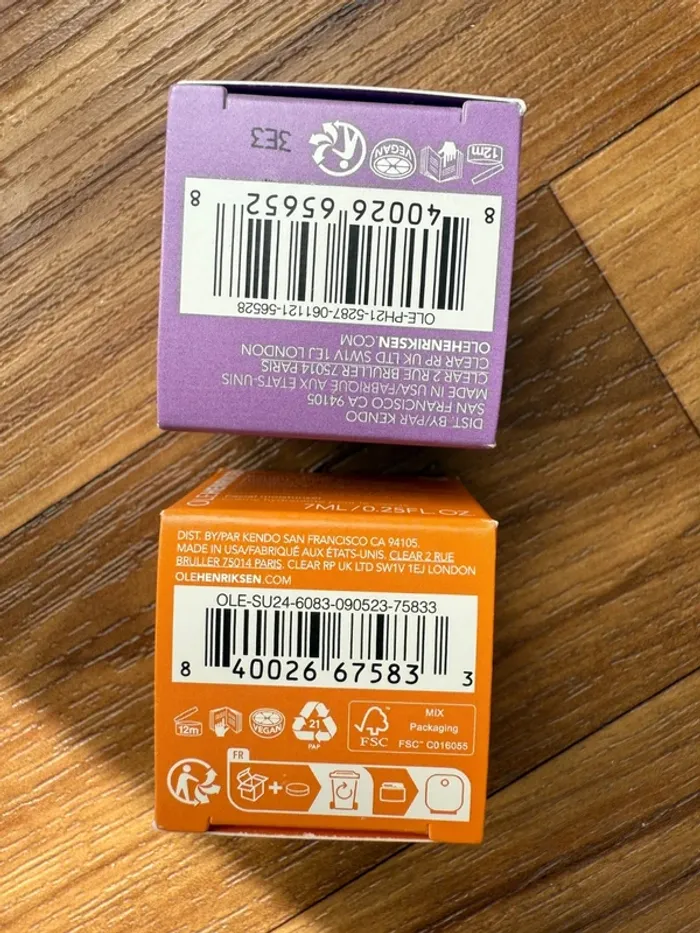 DIST. BY/PAR KENDO
SAN FRANCISCO CA 94105
MADE IN USA/FABRIQUÉ AUX ÉTATS-UNIS
CLEAR 2 RUE BRULLER 75014 PARIS
CLEAR RP UK LTD SW1V 1EJ LONDON
OLEHENRIKSEN.COM
OLE-PH21-5287-061121-56528
8 40026 65652 8
12m VEGAN 3E3
7ML / 0.25FL OZ
DIST. BY/PAR KENDO SAN FRANCISCO CA 94105.
MADE IN USA/FABRIQUÉ AUX ÉTATS-UNIS. CLEAR 2 RUE
BRULLER 75014 PARIS. CLEAR RP UK LTD SW1V 1EJ LONDON
OLEHENRIKSEN.COM
OLE-SU24-6083-090523-75833
8 40026 67583 3
12m VEGAN 21 PAP
FSC
MIX
Packaging
FSC™ C016055
FR